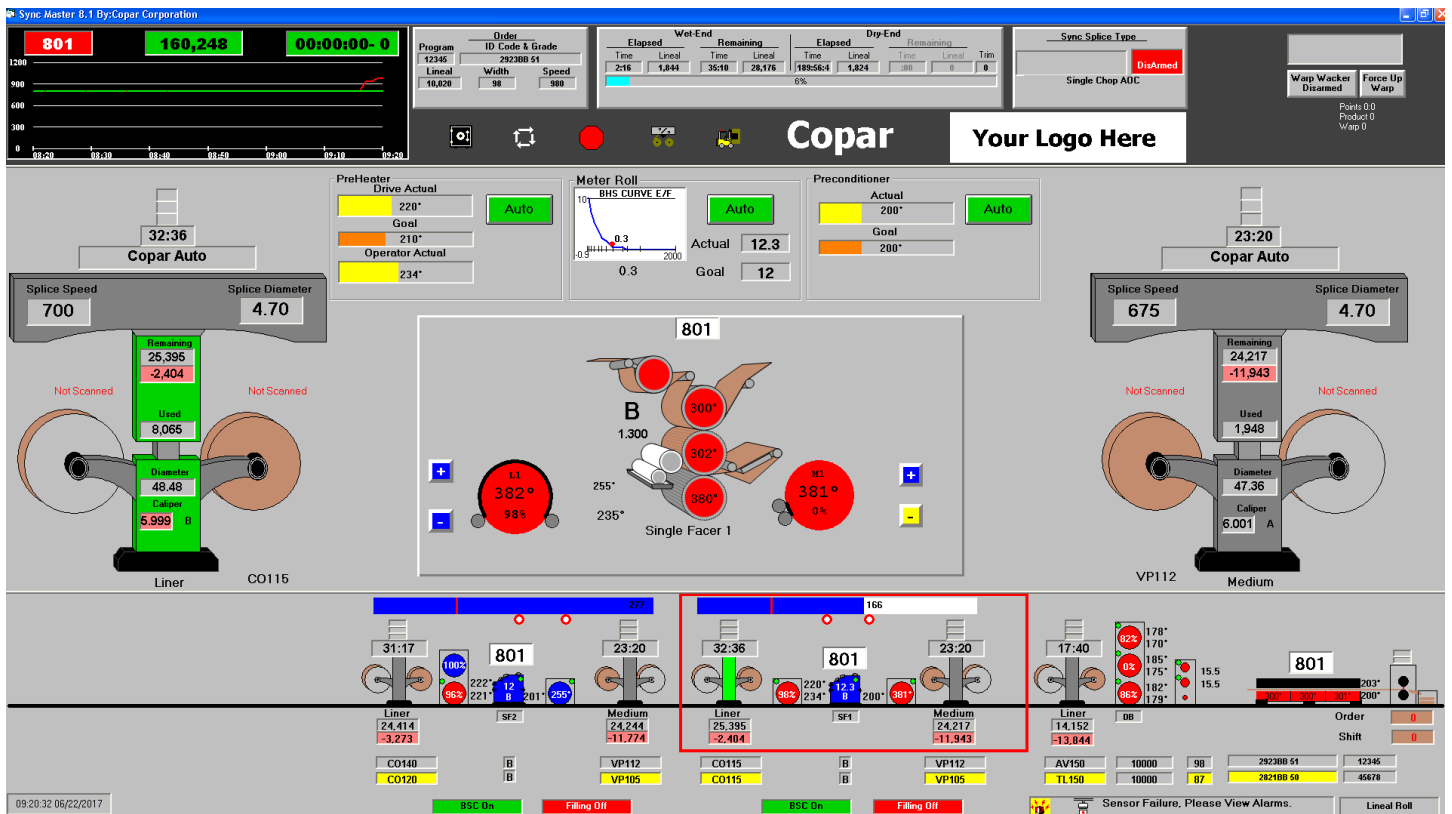 Sync Master 8.1 By:Copar Corporation
801
160,248
00:00:00- 0
1200
900
600
300
0
08:20 08:30 08:40 08:50 09:00 09:10 09:20
Order
Program ID Code & Grade
12345 2923BB 51
Lineal Width Speed
10,020 98 980
Wet-End Dry-End
Elapsed Remaining Elapsed Remaining
Time Lineal Time Lineal Time Lineal Time Lineal Trim
2:16 1,844 35:10 28,176 189:56:4 1,824 :00 0 0
6%
Sync Splice Type
DisArmed
Single Chop AOC
Warp Wacker Disarmed
Force Up Warp
Points 0:0
Product 0
Warp 0
Copar
Your Logo Here
32:36
Copar Auto
Splice Speed Splice Diameter
700 4.70
Remaining
25,395
-2,404
Not Scanned Not Scanned
Used
8,065
Diameter
48.48
Caliper
5.999 B
Liner CO115
PreHeater
Drive Actual
220°
Auto
Goal
210°
Operator Actual
234°
Meter Roll
BHS CURVE E/F
10
0.3
-0.9 2000
0.3
Auto
Actual 12.3
Goal 12
Preconditioner
Actual
200°
Auto
Goal
200°
801
B
1.300
300°
302°
380°
255°
235°
+
-
L1
382°
98%
M1
381°
0%
+
-
Single Facer 1
23:20
Copar Auto
Splice Speed Splice Diameter
675 4.70
Remaining
24,217
-11,943
Not Scanned Not Scanned
Used
1,948
Diameter
47.36
Caliper
6.001 A
VP112 Medium
277
31:17
100%
96%
222°
221°
801
12
B
201°
255°
23:20
Liner SF2 Medium
24,414 24,244
-3,273 -11,774
CO140 B VP112
CO120 B VP105
BSC On Filling Off
166
32:36
98%
220°
234°
801
12.3
B
200°
381°
23:20
Liner SF1 Medium
25,395 24,217
-2,404 -11,943
CO115 B VP112
CO115 B VP105
BSC On Filling Off
17:40
82%
178°
170°
0%
185°
175°
86%
182°
179°
15.5
15.5
801
300° 300° 301°
203°
200°
Liner DB
14,152
-13,844
Order 0
Shift 0
AV150 10000 98 2923BB 51 12345
TL150 10000 87 2821BB 50 45678
09:20:32 06/22/2017
Sensor Failure, Please View Alarms.
Lineal Roll